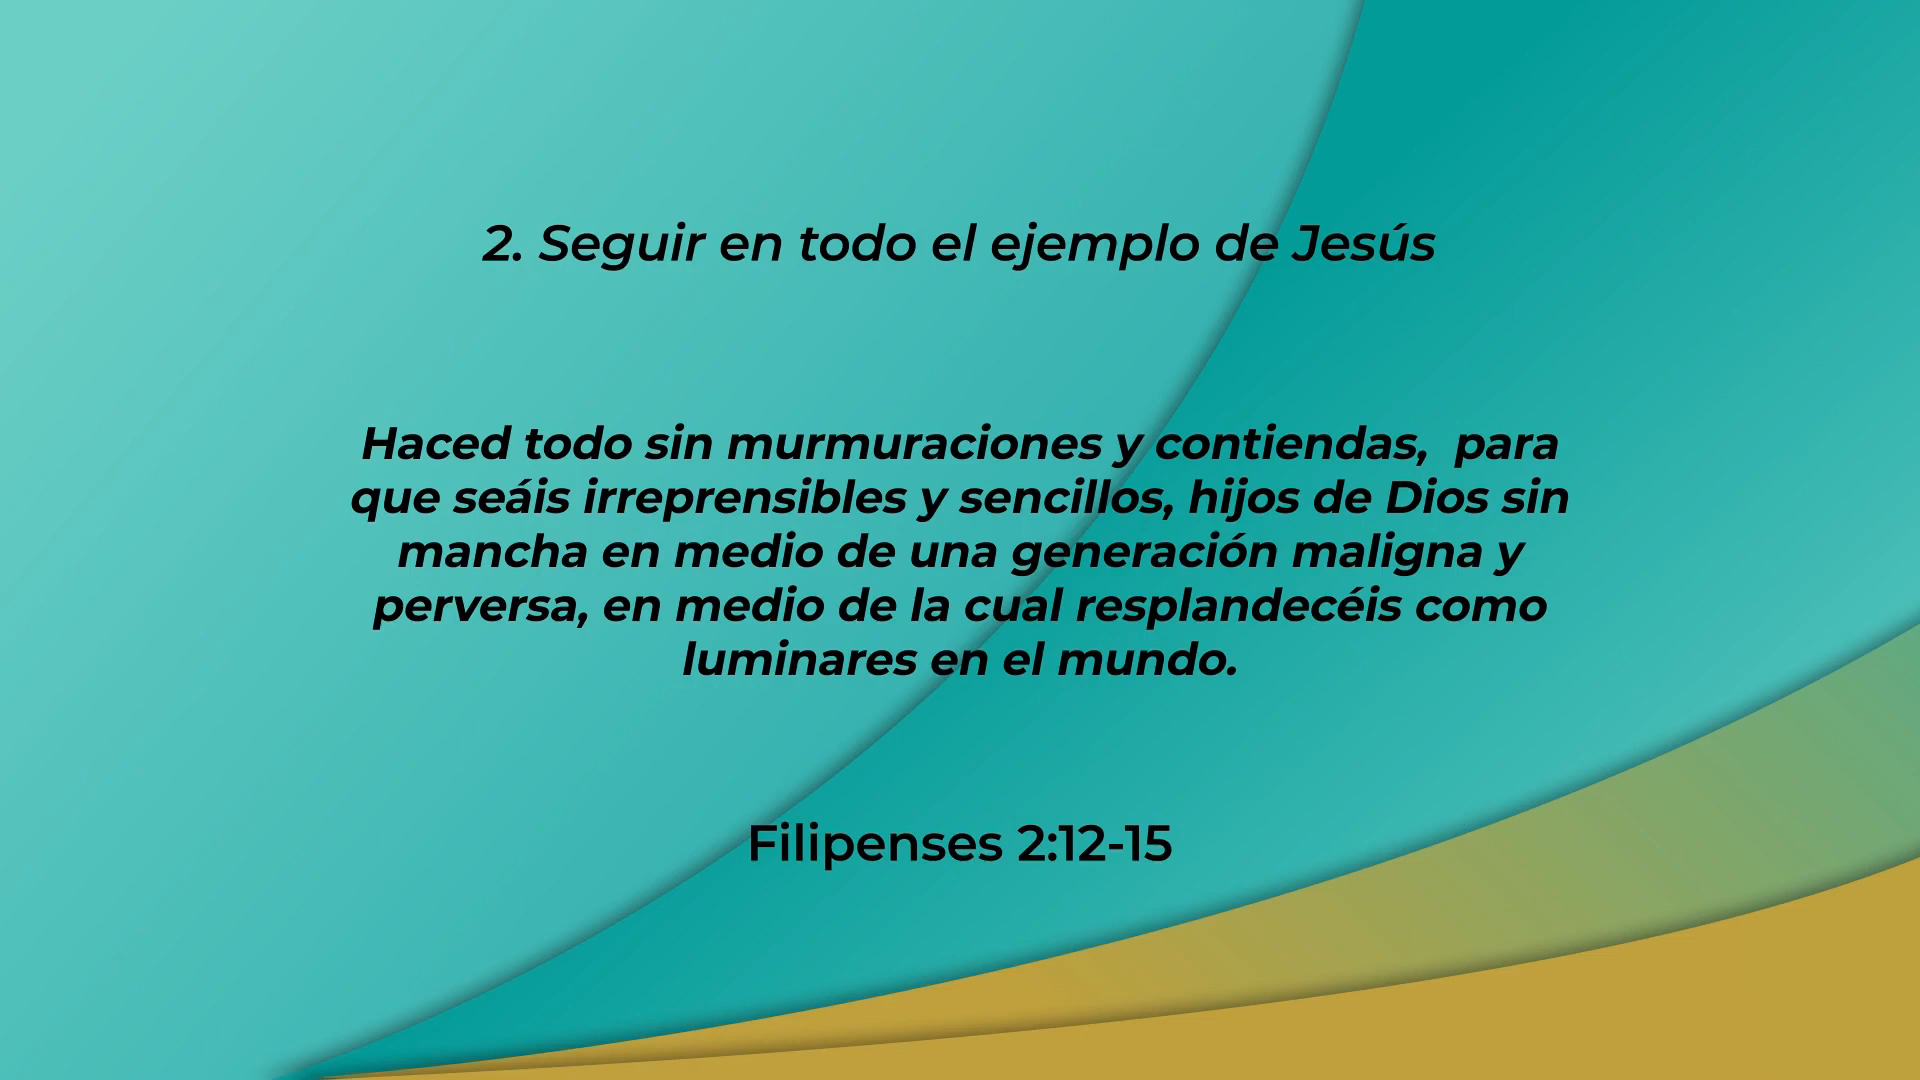 2. Seguir en todo el ejemplo de Jesús
Haced todo sin murmuraciones y contiendas,  para
que seáis irreprensibles y sencillos, hijos de Dios sin
mancha en medio de una generación maligna y
perversa, en medio de la cual resplandecéis como
luminares en el mundo.
Filipenses 2:12-15